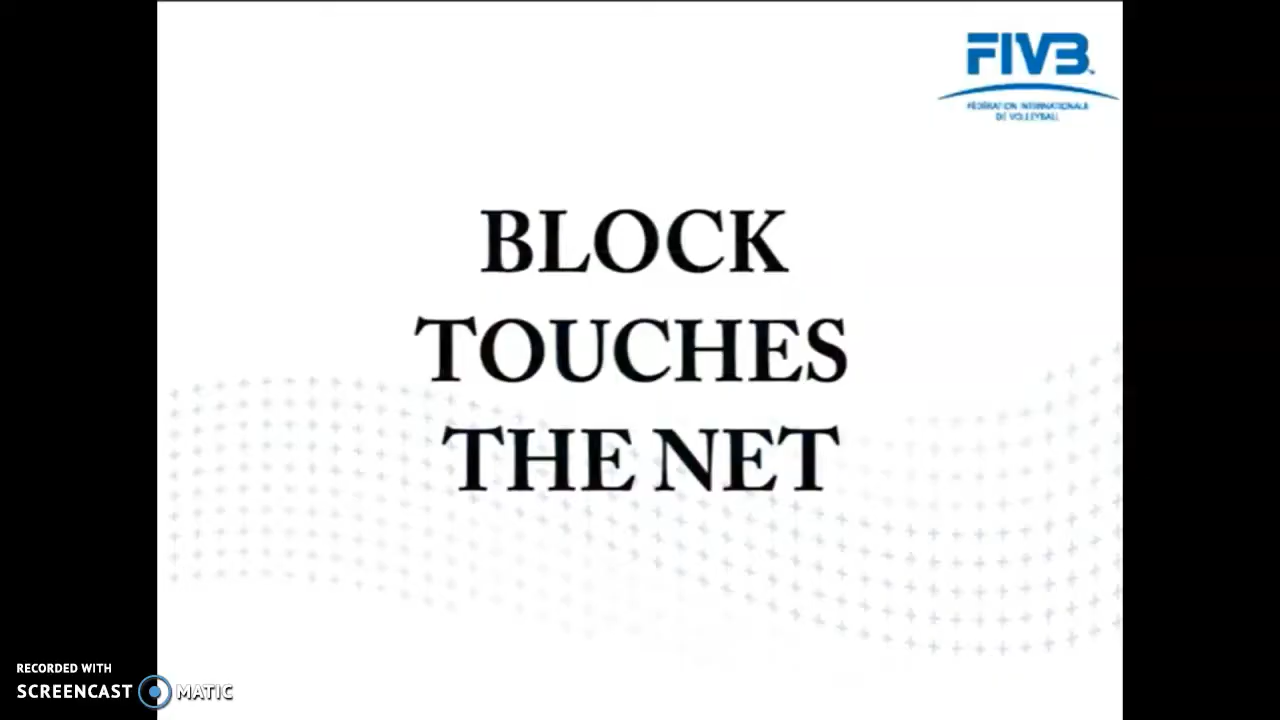 FIVB
FÉDÉRATION INTERNATIONALE
DE VOLLEYBALL
BLOCK
TOUCHES
THE NET
RECORDED WITH
SCREENCAST MATIC